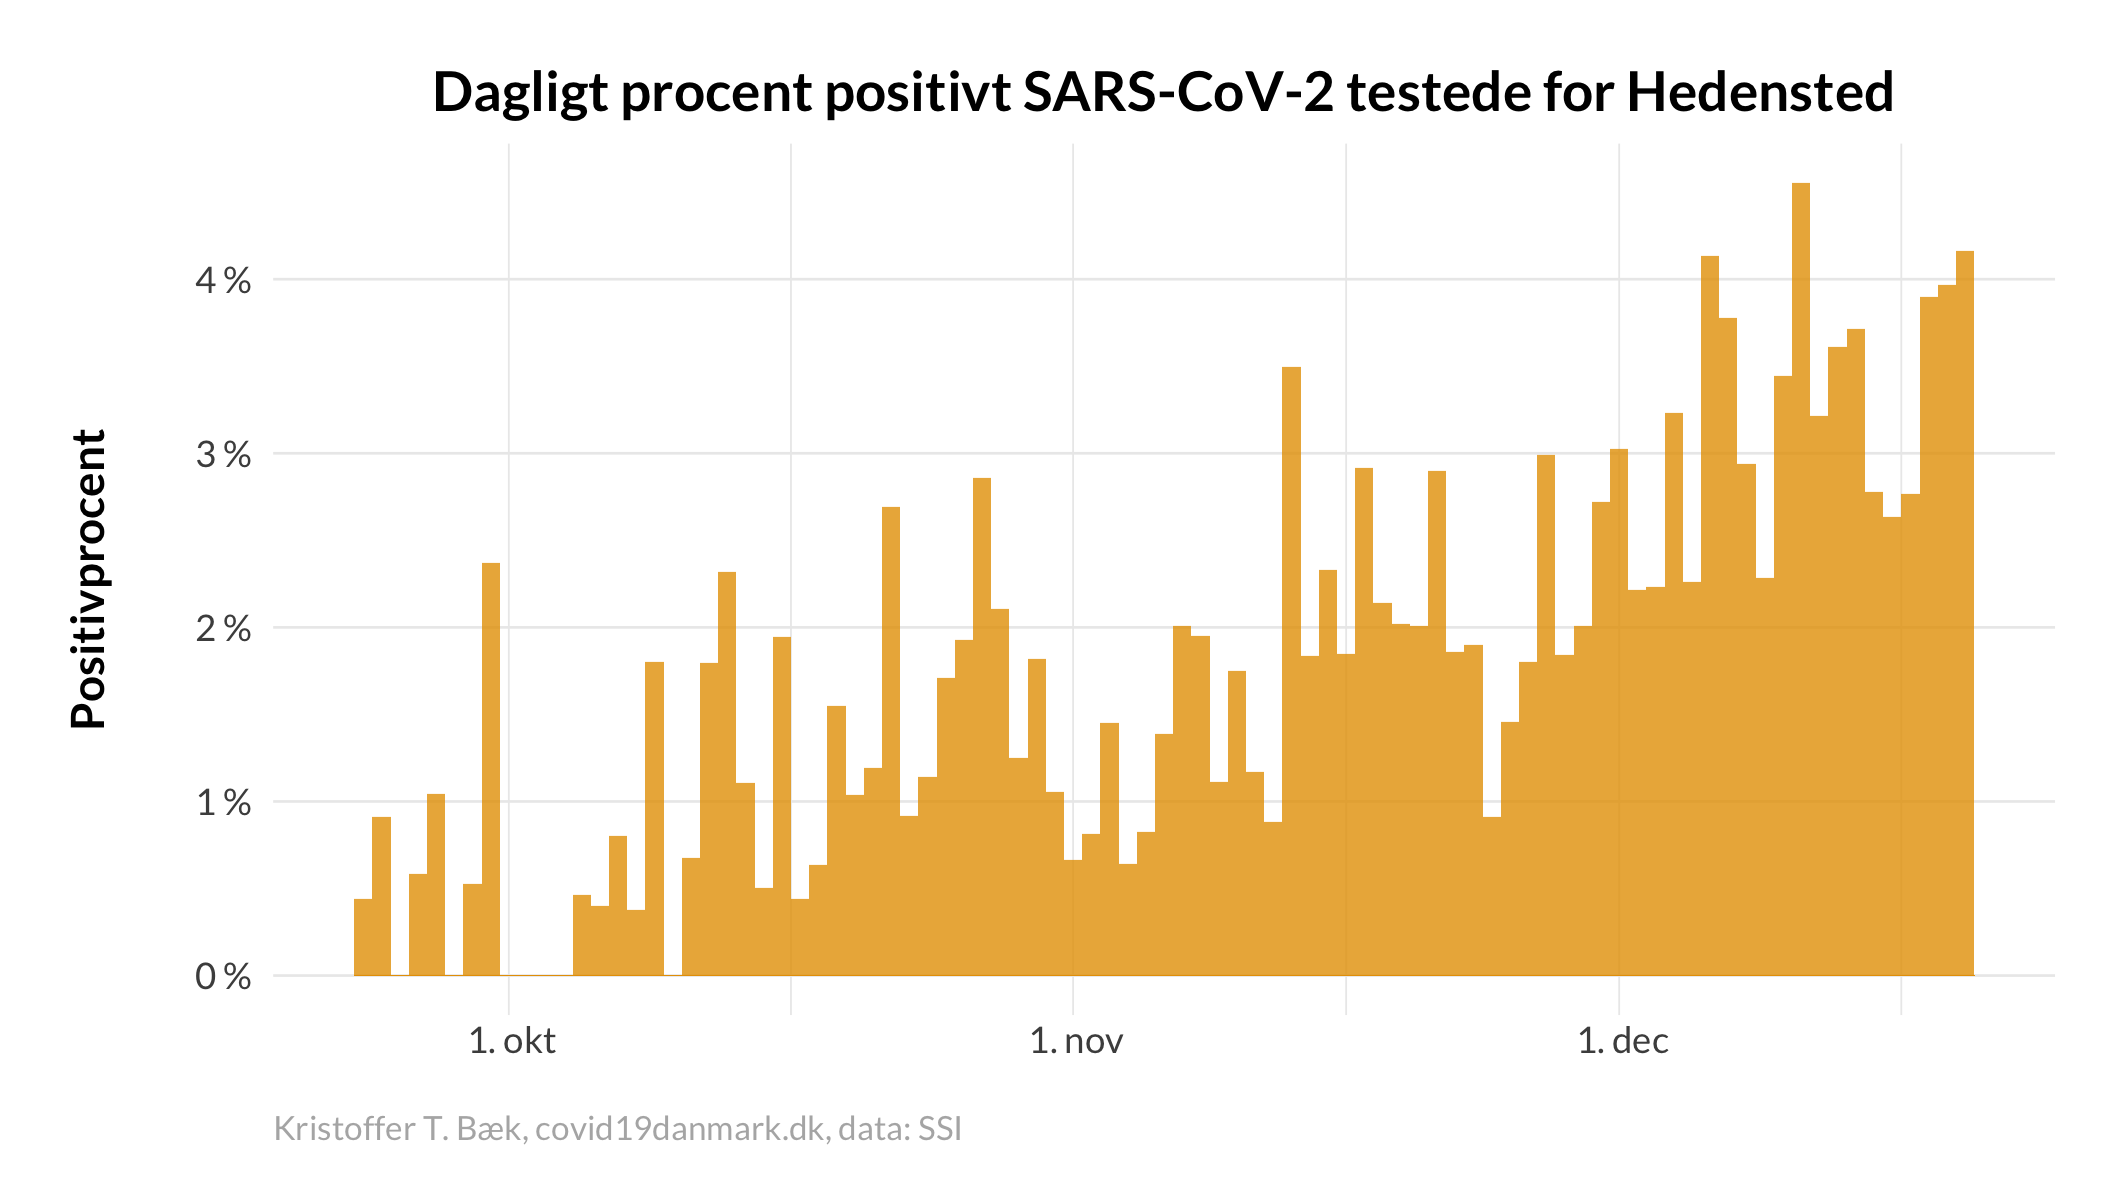 Dagligt procent positivt SARS-CoV-2 testede for Hedensted
Positivprocent
4 %
3 %
2 %
1 %
0 %
1. okt
1. nov
1. dec
Kristoffer T. Bæk, covid19danmark.dk, data: SSI